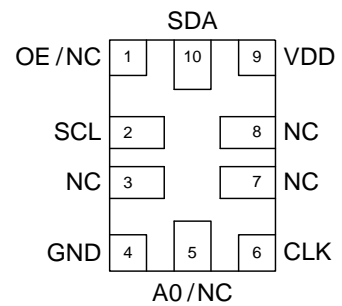 SDA
OE/NC 1 10 9 VDD
SCL 2 8 NC
NC 3 7 NC
GND 4 5 6 CLK
A0/NC